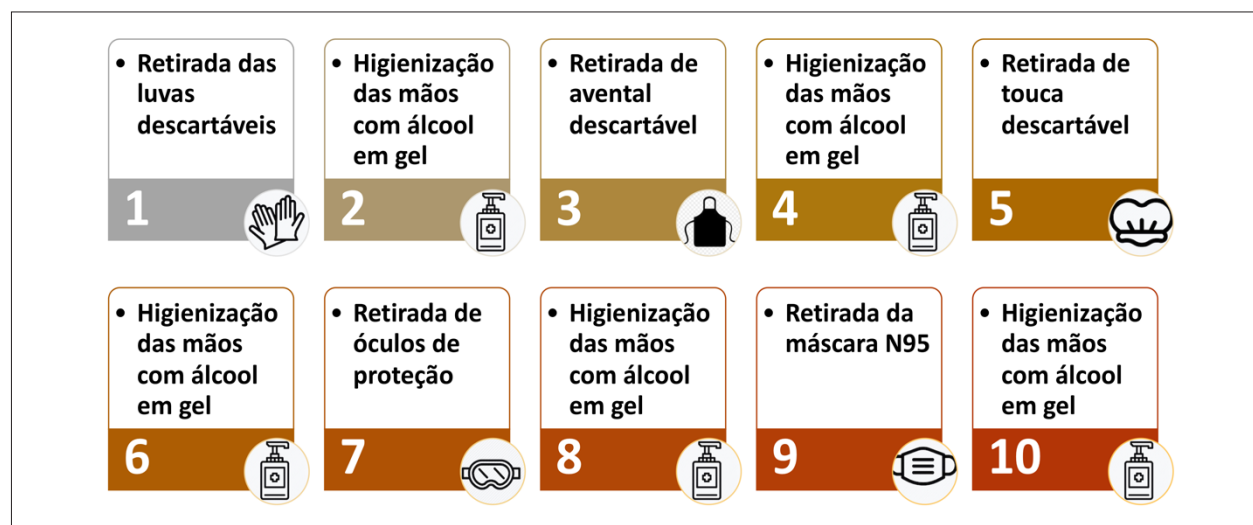 • Retirada das
luvas
descartáveis
1
• Higienização
das mãos
com álcool
em gel
2
• Retirada de
avental
descartável
3
• Higienização
das mãos
com álcool
em gel
4
• Retirada de
touca
descartável
5
• Higienização
das mãos
com álcool
em gel
6
• Retirada de
óculos de
proteção
7
• Higienização
das mãos
com álcool
em gel
8
• Retirada da
máscara N95
9
• Higienização
das mãos
com álcool
em gel
10